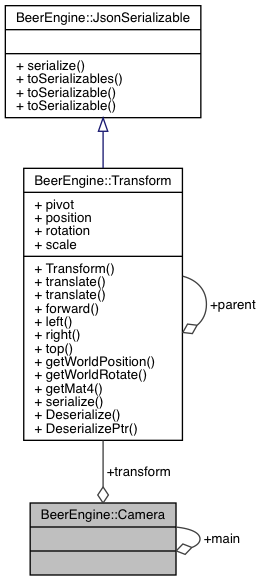 BeerEngine::JsonSerializable
+ serialize()
+ toSerializables()
+ toSerializable()
+ toSerializable()
BeerEngine::Transform
+ pivot
+ position
+ rotation
+ scale
+ Transform()
+ translate()
+ translate()
+ forward()
+ left()
+ right()
+ top()
+ getWorldPosition()
+ getWorldRotate()
+ getMat4()
+ serialize()
+ Deserialize()
+ DeserializePtr()
+parent
+transform
BeerEngine::Camera
+main